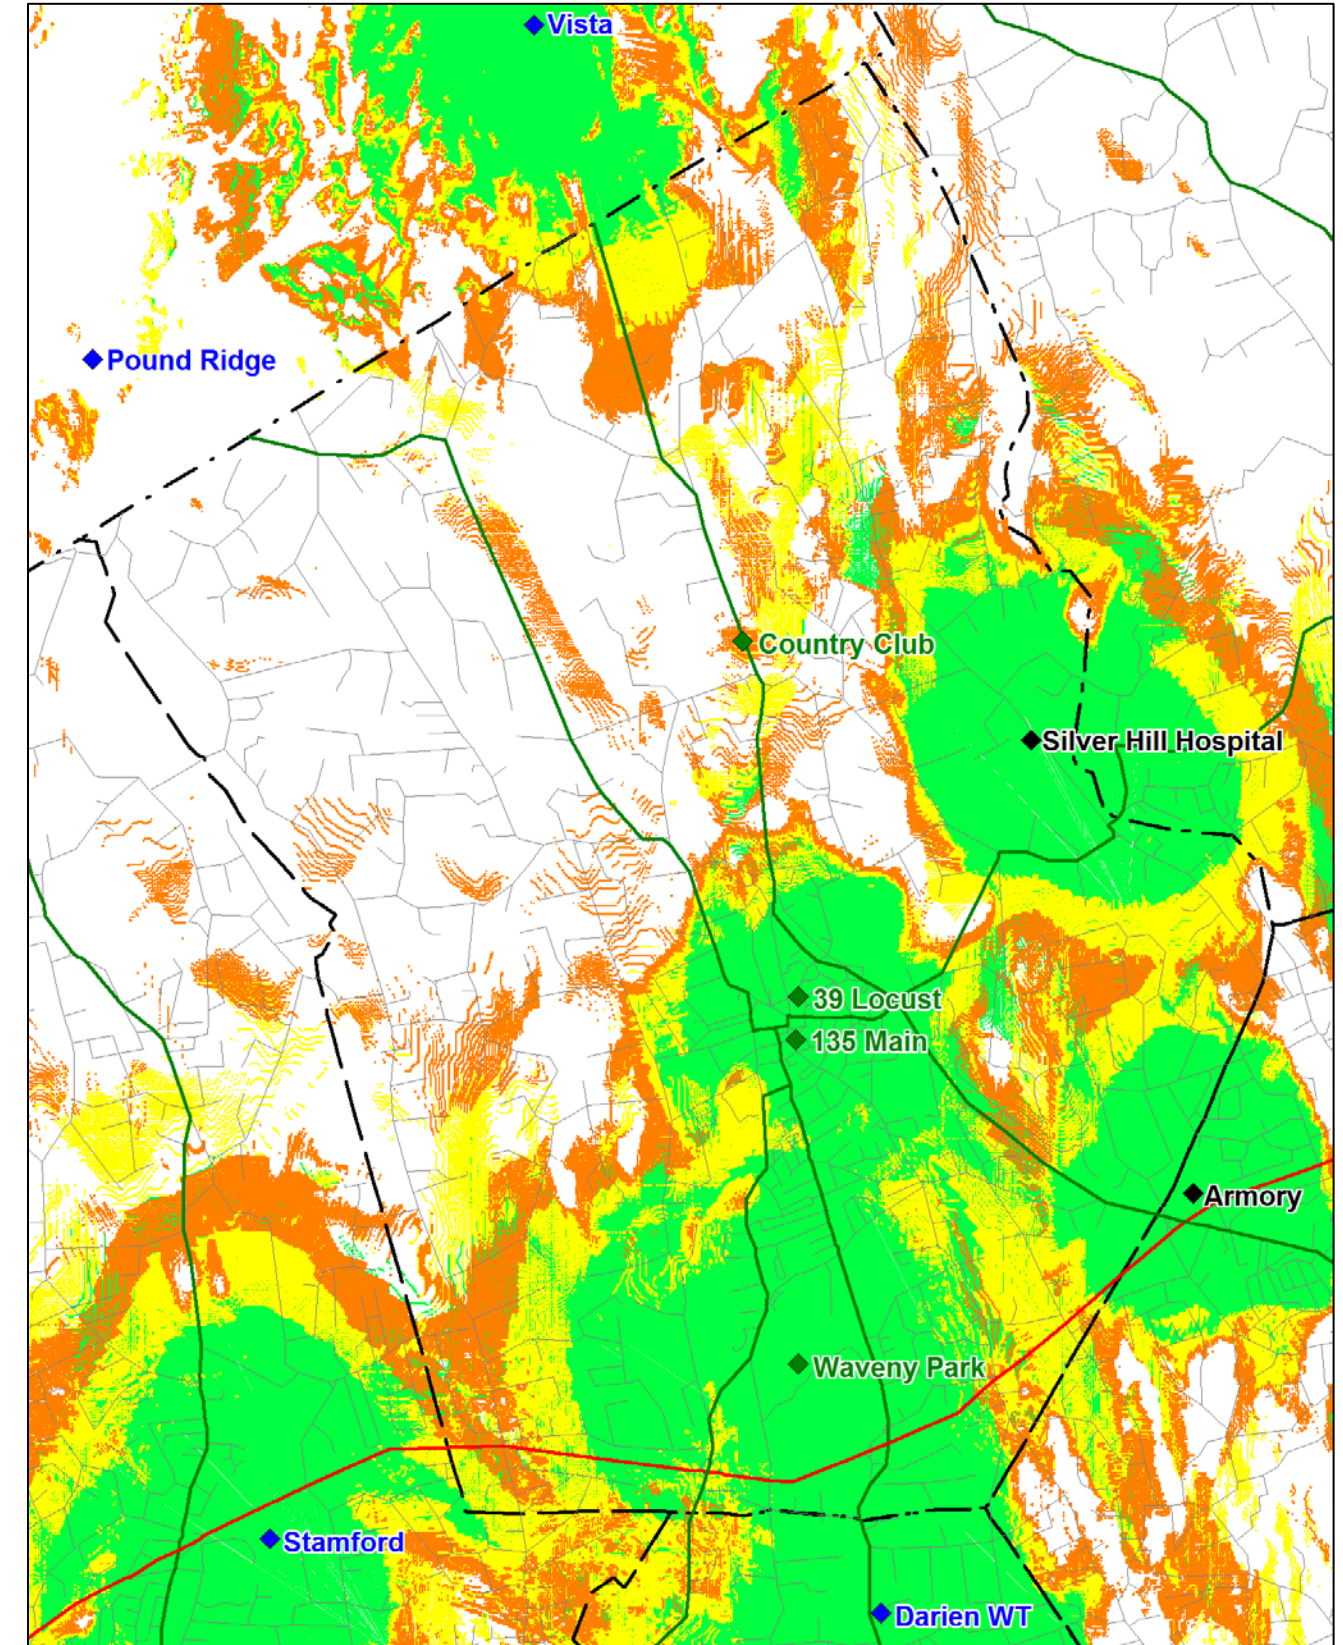 Vista
Pound Ridge
Country Club
Silver Hill Hospital
39 Locust
135 Main
Armory
Waveny Park
Stamford
Darien WT